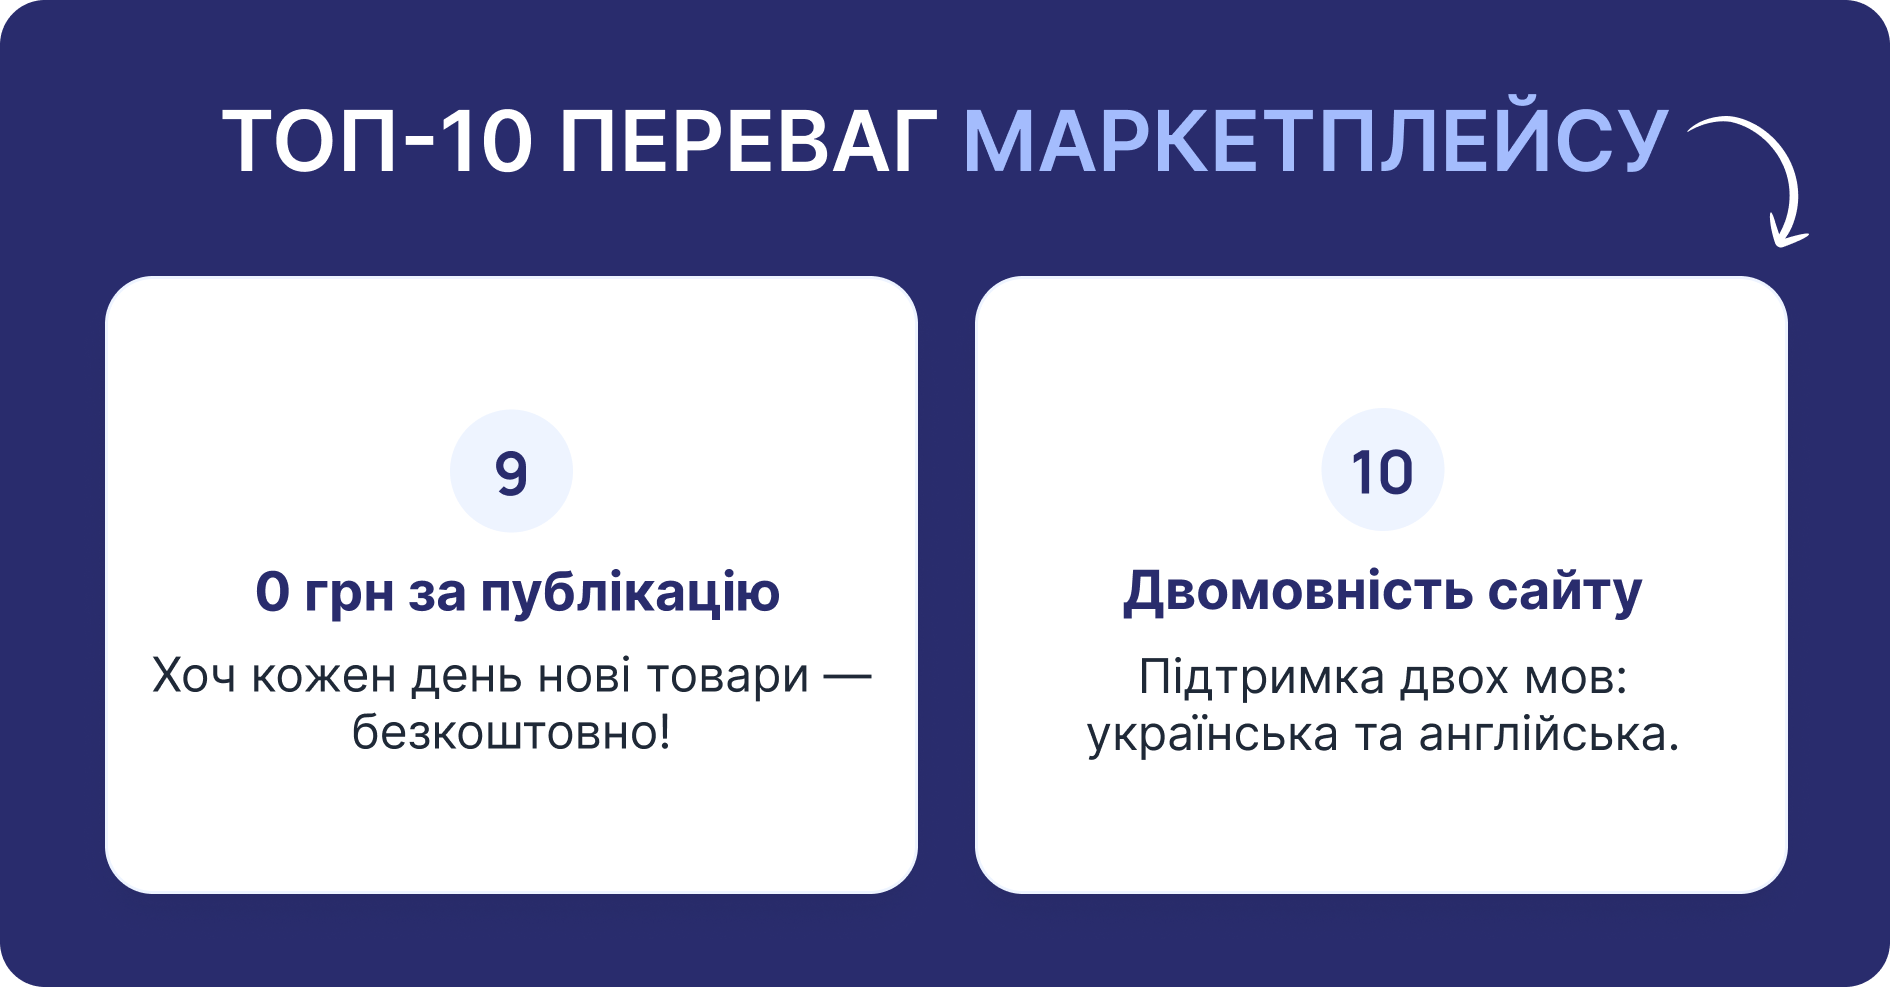 ТОП-10 ПЕРЕВАГ МАРКЕТПЛЕЙСУ
9
0 грн за публікацію
Хоч кожен день нові товари —
безкоштовно!
10
Двомовність сайту
Підтримка двох мов:
українська та англійська.